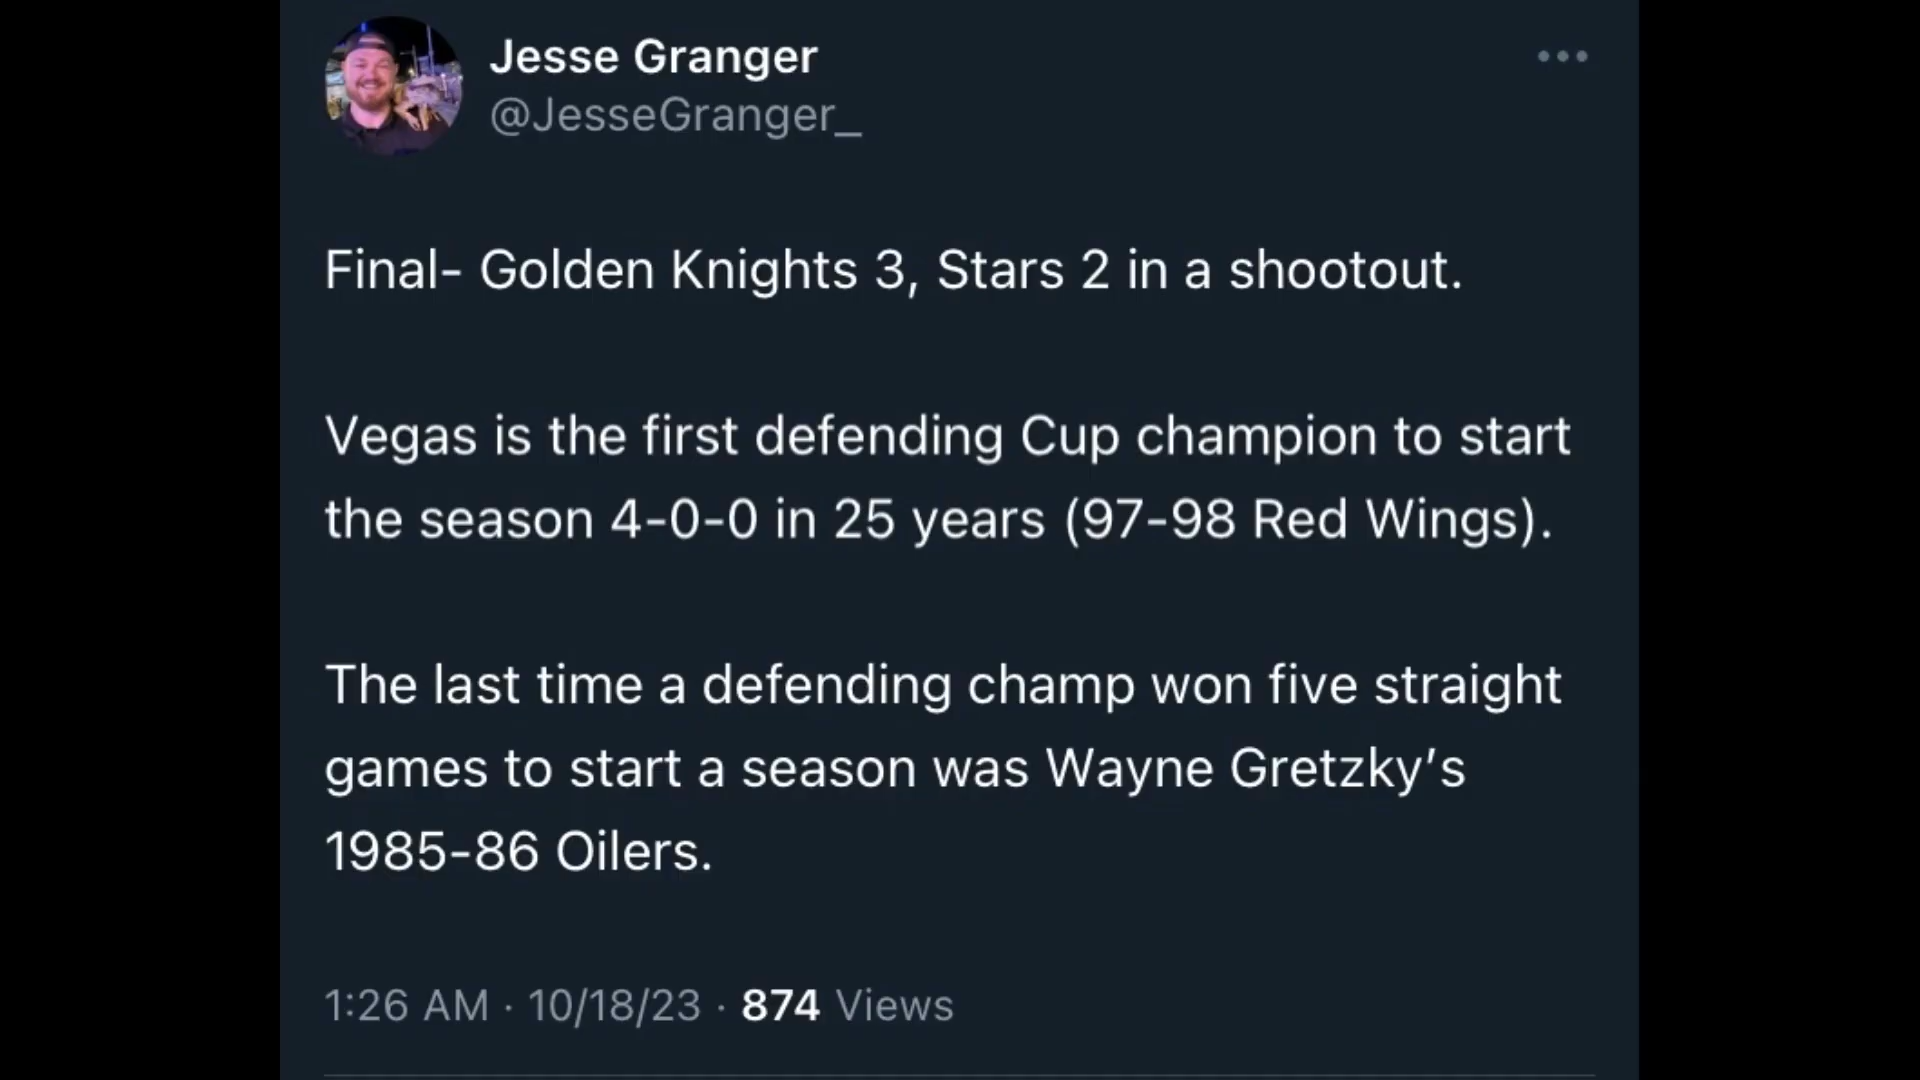 Jesse Granger
@JesseGranger_
Final- Golden Knights 3, Stars 2 in a shootout.
Vegas is the first defending Cup champion to start
the season 4-0-0 in 25 years (97-98 Red Wings).
The last time a defending champ won five straight
games to start a season was Wayne Gretzky’s
1985-86 Oilers.
1:26 AM · 10/18/23 · 874 Views